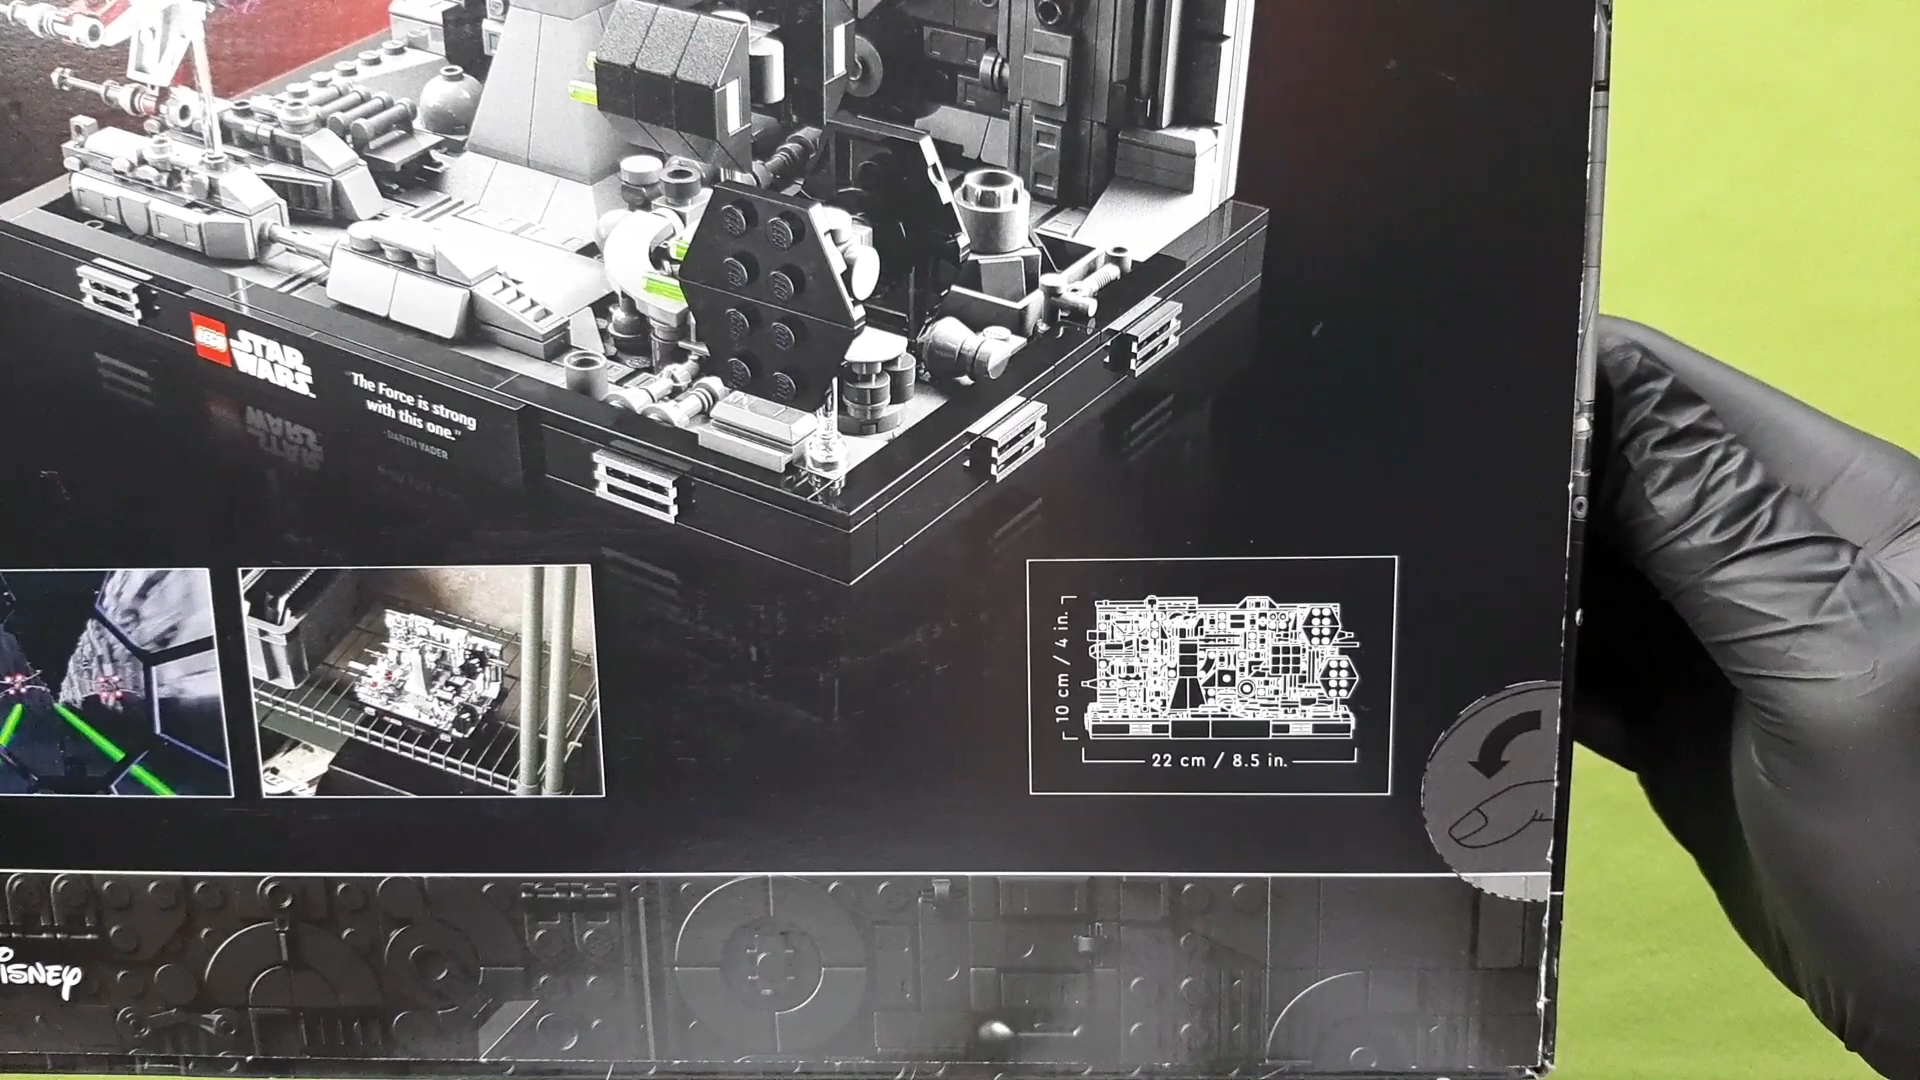 LEGO
STAR
WARS
"The Force is strong
with this one."
-DARTH VADER
10 cm / 4 in.
22 cm / 8.5 in.
DISNEY